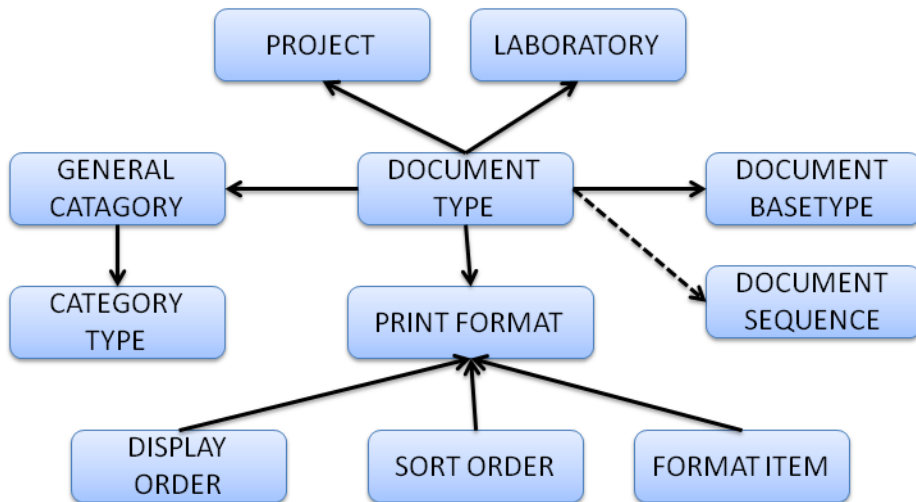 PROJECT
LABORATORY
GENERAL
CATAGORY
DOCUMENT
TYPE
DOCUMENT
BASETYPE
CATEGORY
TYPE
PRINT FORMAT
DOCUMENT
SEQUENCE
DISPLAY
ORDER
SORT ORDER
FORMAT ITEM